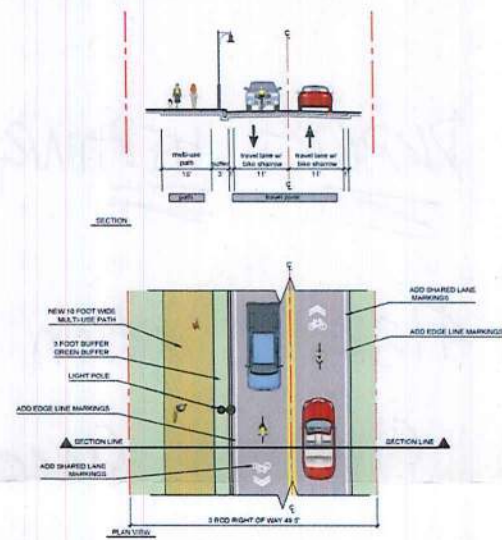 multi-use path
buffer
travel lane w/ bike sharrow
travel lane w/ bike sharrow
10'
3'
11'
11'
path
travel zone
SECTION
NEW 10 FOOT WIDE
MULTI-USE PATH
3 FOOT BUFFER
GREEN BUFFER
LIGHT POLE
ADD EDGE LINE MARKINGS
SECTION LINE
ADD SHARED LANE
MARKINGS
ADD SHARED LANE
MARKINGS
ADD EDGE LINE MARKINGS
SECTION LINE
3 ROD RIGHT OF WAY 49.5'
PLAN VIEW